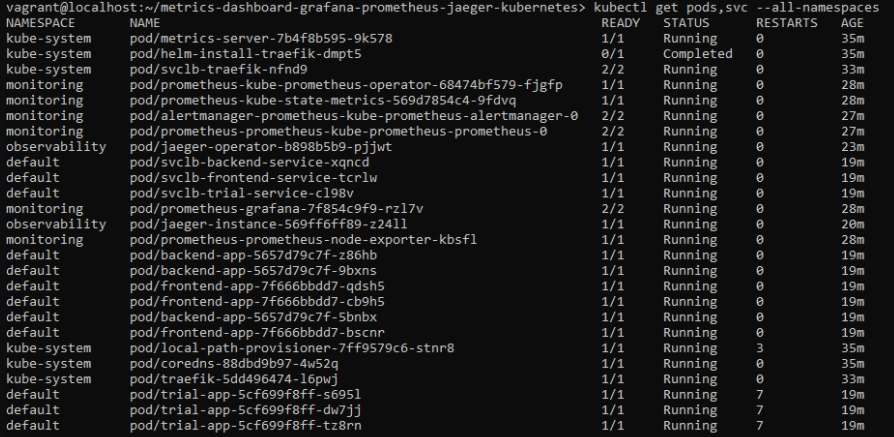 vagrant@localhost:~/metrics-dashboard-grafana-prometheus-jaeger-kubernetes> kubectl get pods,svc --all-namespaces
NAMESPACE NAME READY STATUS RESTARTS AGE
kube-system pod/metrics-server-7b4f8b595-9k578 1/1 Running 0 35m
kube-system pod/helm-install-traefik-dmpt5 0/1 Completed 0 35m
kube-system pod/svclb-traefik-nfnd9 2/2 Running 0 33m
monitoring pod/prometheus-kube-prometheus-operator-68474bf579-fjgfp 1/1 Running 0 28m
monitoring pod/prometheus-kube-state-metrics-569d7854c4-9fdvq 1/1 Running 0 28m
monitoring pod/alertmanager-prometheus-kube-prometheus-alertmanager-0 2/2 Running 0 27m
monitoring pod/prometheus-prometheus-kube-prometheus-prometheus-0 2/2 Running 0 27m
observability pod/jaeger-operator-b898b5b9-pjjwt 1/1 Running 0 23m
default pod/svclb-backend-service-xqncd 1/1 Running 0 19m
default pod/svclb-frontend-service-tcrlw 1/1 Running 0 19m
default pod/svclb-trial-service-cl98v 1/1 Running 0 19m
monitoring pod/prometheus-grafana-7f854c9f9-rzl7v 2/2 Running 0 28m
observability pod/jaeger-instance-569ff6ff89-z24ll 1/1 Running 0 20m
monitoring pod/prometheus-prometheus-node-exporter-kbsfl 1/1 Running 0 28m
default pod/backend-app-5657d79c7f-z86hb 1/1 Running 0 19m
default pod/backend-app-5657d79c7f-9bxns 1/1 Running 0 19m
default pod/frontend-app-7f666bbdd7-qdsh5 1/1 Running 0 19m
default pod/frontend-app-7f666bbdd7-cb9h5 1/1 Running 0 19m
default pod/backend-app-5657d79c7f-5bnbx 1/1 Running 0 19m
default pod/frontend-app-7f666bbdd7-bscnr 1/1 Running 0 19m
kube-system pod/local-path-provisioner-7ff9579c6-stnr8 1/1 Running 3 35m
kube-system pod/coredns-88dbd9b97-4w52q 1/1 Running 0 35m
kube-system pod/traefik-5dd496474-l6pwj 1/1 Running 0 33m
default pod/trial-app-5cf699f8ff-s695l 1/1 Running 7 19m
default pod/trial-app-5cf699f8ff-dw7jj 1/1 Running 7 19m
default pod/trial-app-5cf699f8ff-tz8rn 1/1 Running 7 19m